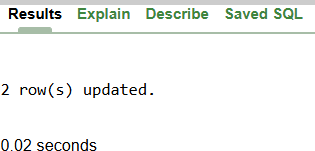 Results Explain Describe Saved SQL
2 row(s) updated.
0.02 seconds